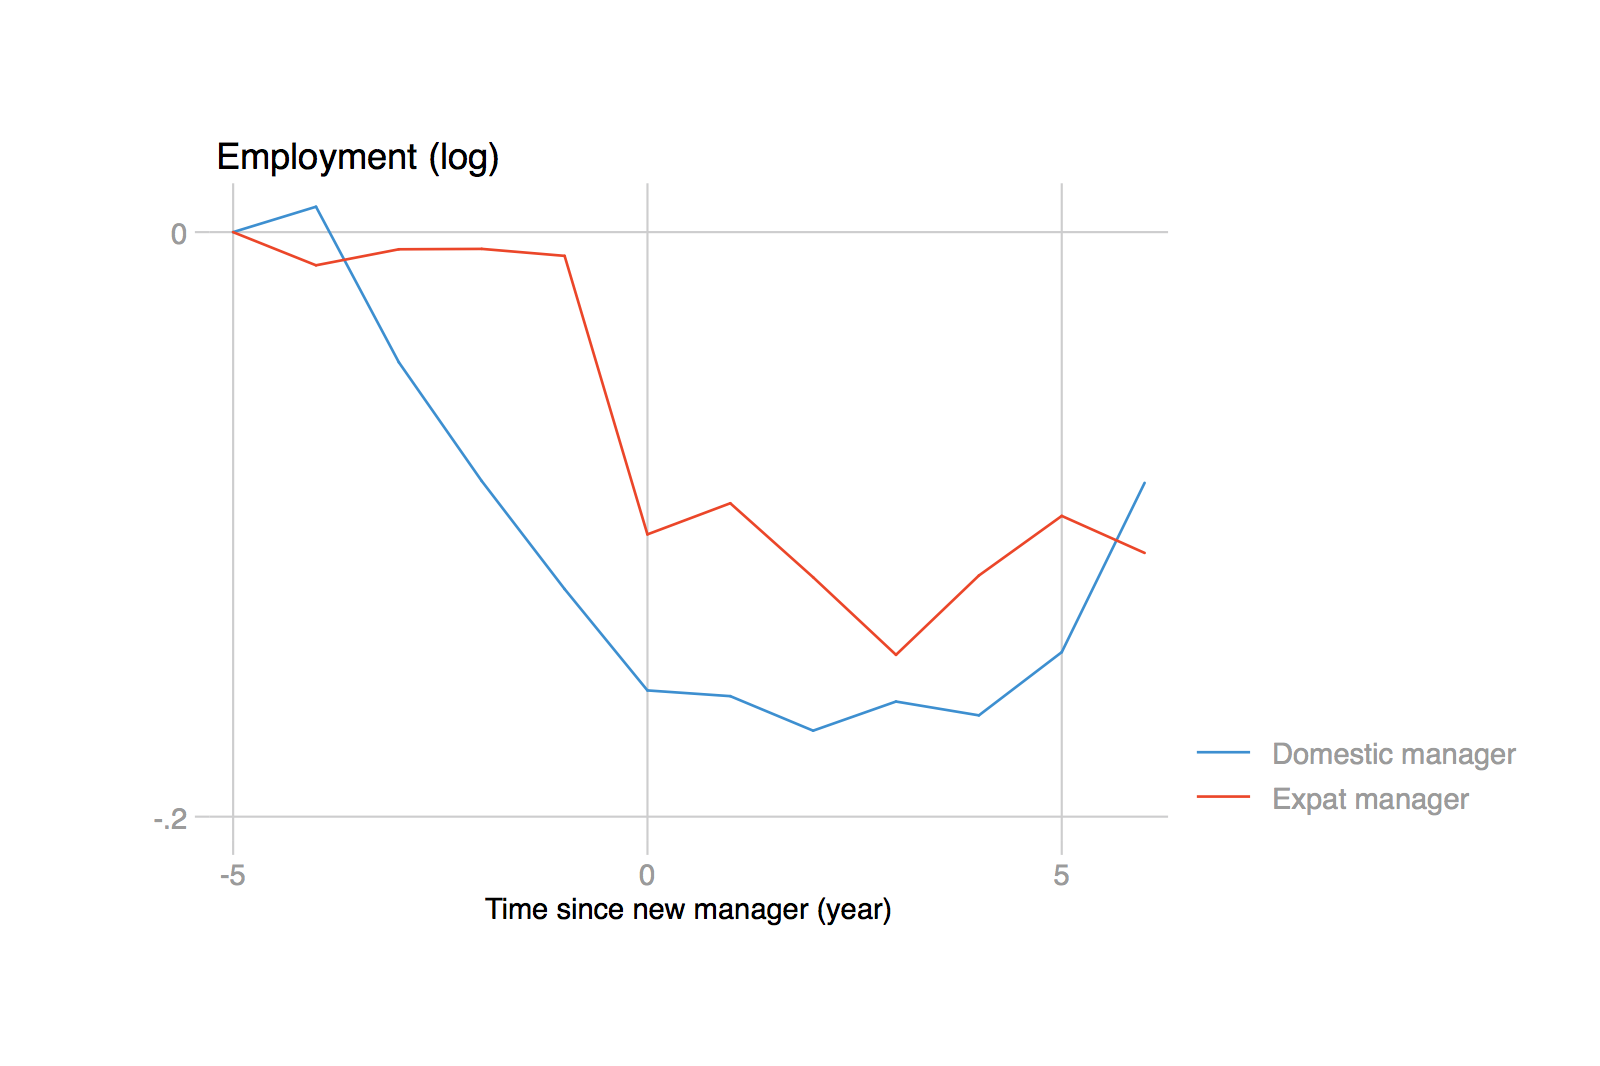 Employment (log)
0
-.2
-5 0 5
Time since new manager (year)
Domestic manager
Expat manager